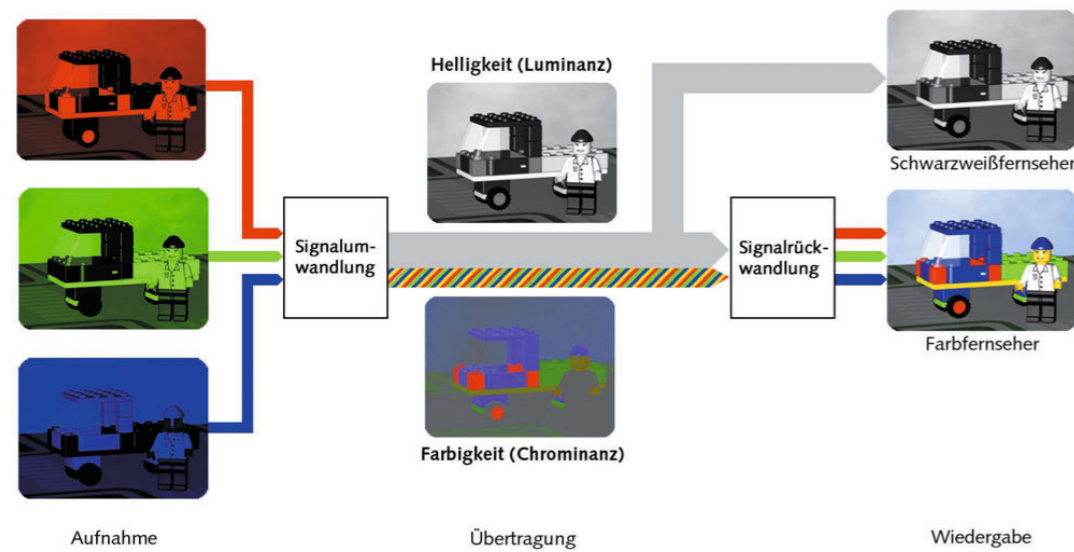 Helligkeit (Luminanz)
Schwarzweißfernseher
Signalum-
wandlung
Signalrück-
wandlung
Farbfernseher
Farbigkeit (Chrominanz)
Aufnahme
Übertragung
Wiedergabe